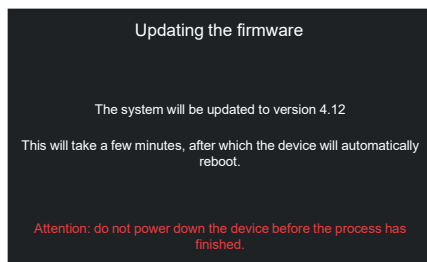 Updating the firmware
The system will be updated to version 4.12
This will take a few minutes, after which the device will automatically
reboot.
Attention: do not power down the device before the process has
finished.